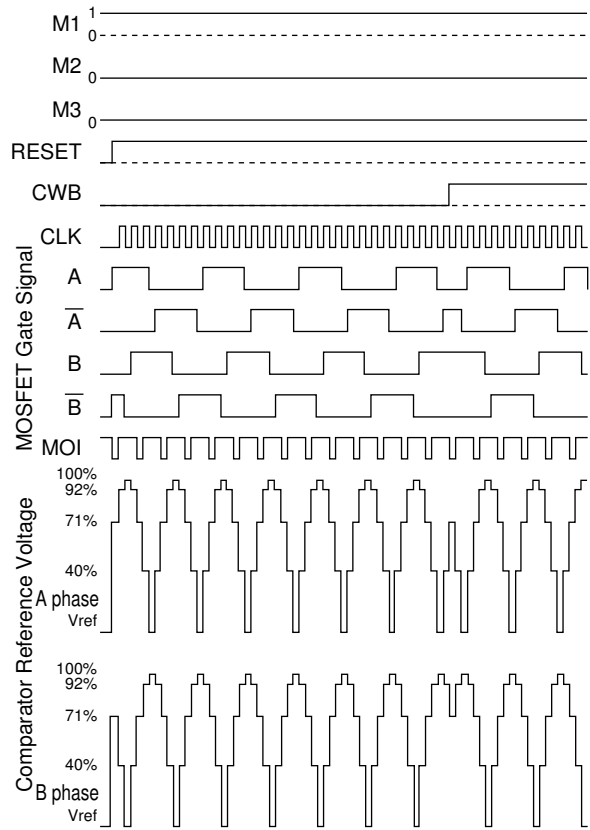 M1 1
0
M2 0
M3 0
RESET
CWB
CLK
MOSFET Gate Signal
A
A
B
B
MOI
Comparator Reference Voltage
100%
92%
71%
40%
A phase
Vref
100%
92%
71%
40%
B phase
Vref